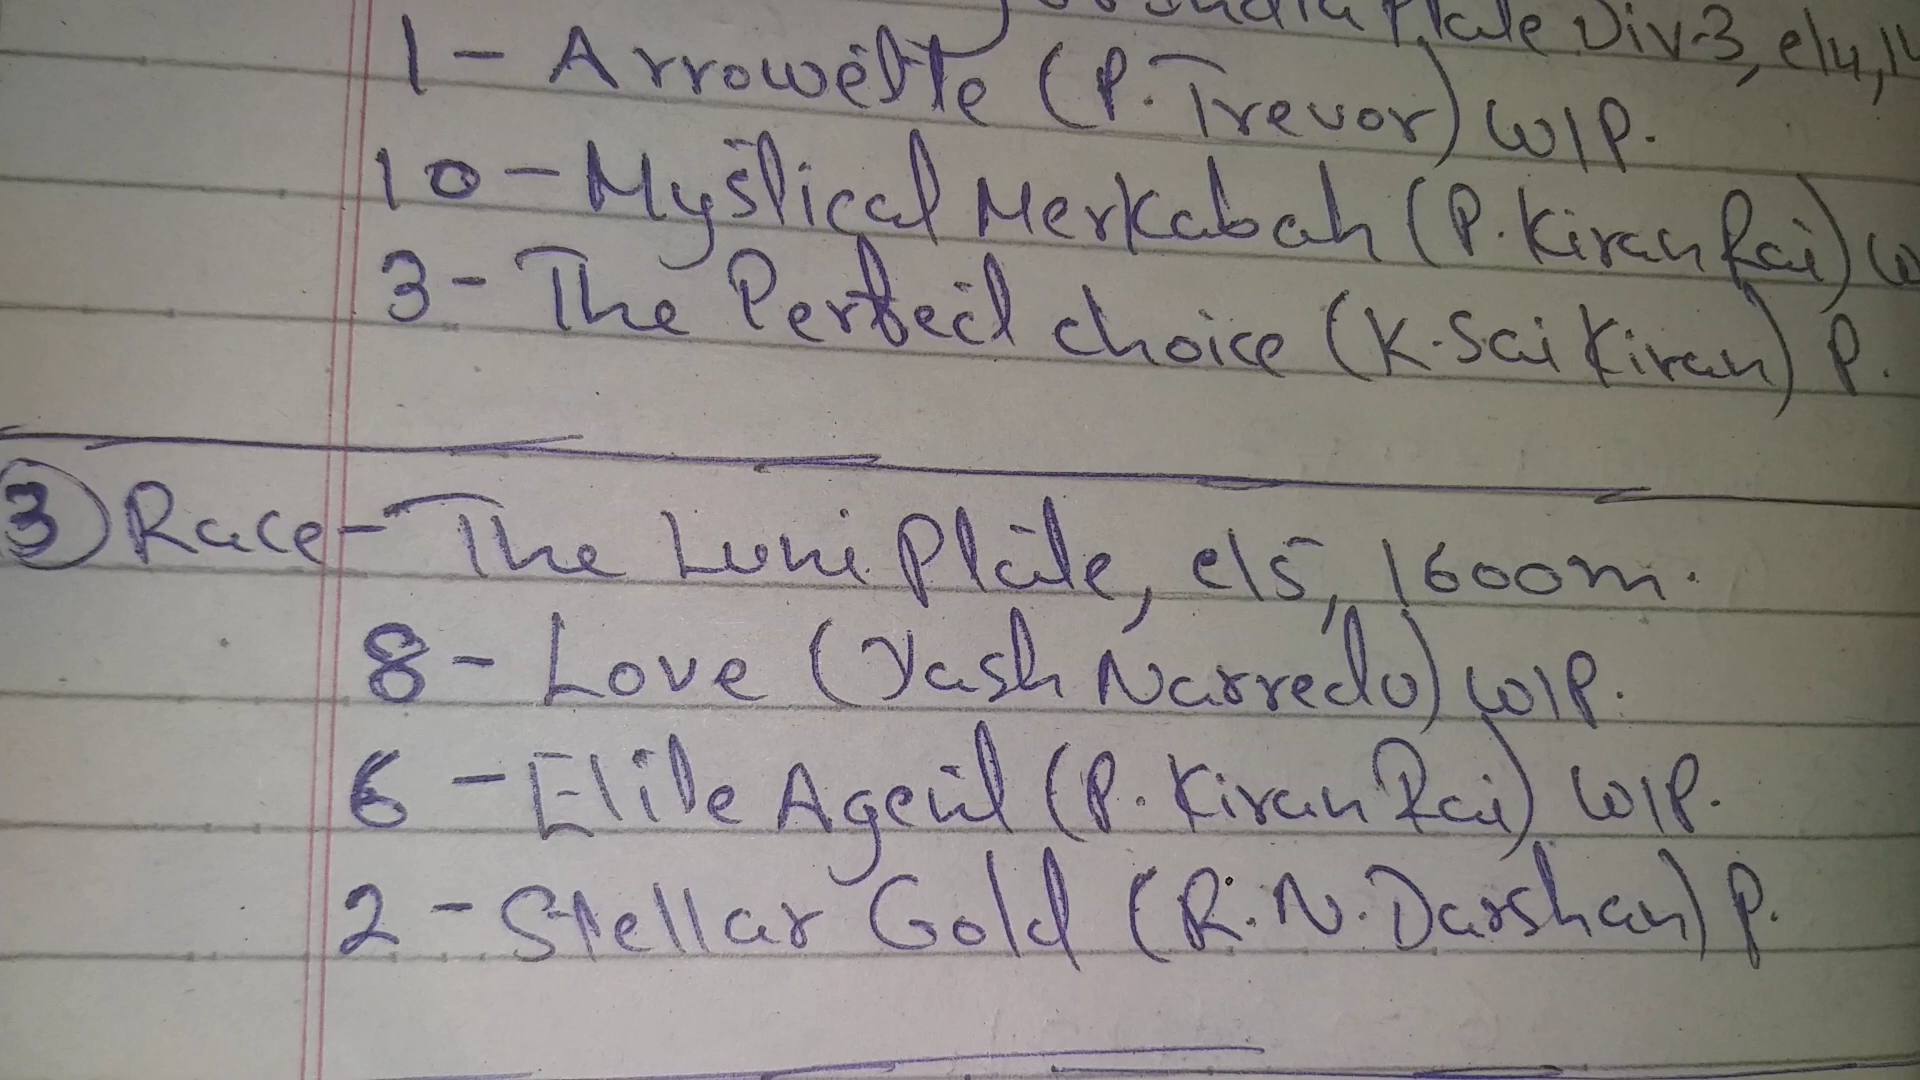 Plate Div-3, c/4, 1
1 - Arrowette (P. Trevor) W/P.
10 - Mystical Merkabah (P. Kiran Rai) W
3 - The Perfect choice (K. Sai Kiran) P.
3 Race - The Luni Plate, c/5, 1600m.
8 - Love (Yash Narredu) W/P.
6 - Elite Agent (P. Kiran Rai) W/P.
2 - Stellar Gold (R. N. Darshan) P.